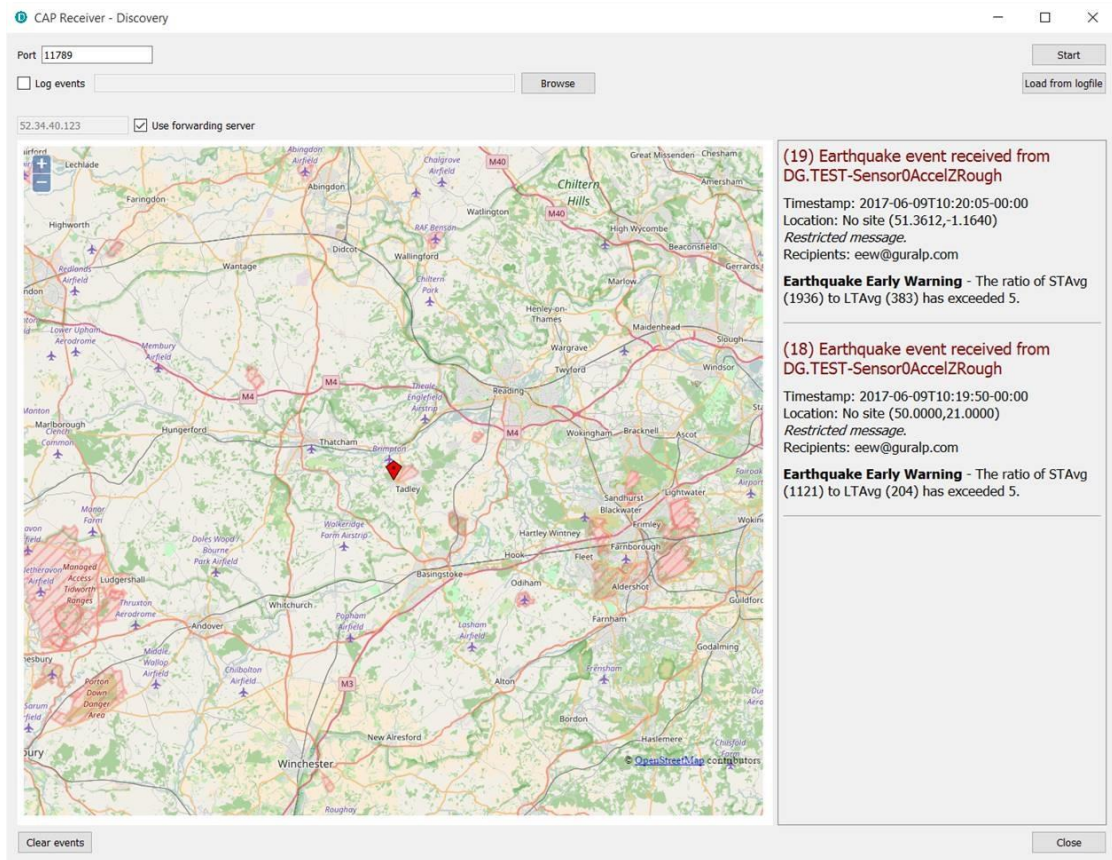 CAP Receiver - Discovery
Port 11789
Start
Log events
Browse
Load from logfile
52.34.40.123
Use forwarding server
+
−
Lechlade
Faringdon
Highworth
Abingdon
Airfield
Abingdon
Chalgrove
Airfield
M40
Great Missenden
Chesham
Chiltern
Hills
Amersham
Watlington
M40
RAF Benson
High Wycombe
Beaconsfield
Didcot
Wallingford
Gerrards
Redlands
Airfield
Wantage
Chiltern
Park
Airfield
Marlow
Henley-on-
Thames
Lower Upham
Aerodrome
Membury
Airfield
Maidenhead
Slough
Wargrave
Twyford
Windsor
M4
Theale
Englefield
Airstrip
Reading
M4
Marlborough
Clench
Common
Hungerford
Thatcham
M4
Wokingham
Bracknell
Ascot
Brimpton
Airfield
Tadley
Sandhurst
Lightwater
Blackwater
Manor
Farm
Walkeridge
Farm Airstrip
Hartley Wintney
Frimley
Doles Wood
Bourne
Park Airfield
Hook
Fleet
Farnborough
Managed
Access
Tidworth
Ranges
Ludgershall
Basingstoke
Odiham
Aldershot
Thruxton
Aerodrome
Whitchurch
Popham
Airfield
Lasham
Airfield
Farnham
Andover
Godalming
Middle
Wallop
Airfield
Chilbolton
Airfield
Frensham
Porton
Down
Danger
Area
M3
Alton
Bordon
New Alresford
Haslemere
Winchester
© OpenStreetMap contributors
Roughay
(19) Earthquake event received from
DG.TEST-Sensor0AccelZRough
Timestamp: 2017-06-09T10:20:05-00:00
Location: No site (51.3612,-1.1640)
Restricted message.
Recipients: eew@guralp.com
Earthquake Early Warning - The ratio of STAvg
(1936) to LTAvg (383) has exceeded 5.
(18) Earthquake event received from
DG.TEST-Sensor0AccelZRough
Timestamp: 2017-06-09T10:19:50-00:00
Location: No site (50.0000,21.0000)
Restricted message.
Recipients: eew@guralp.com
Earthquake Early Warning - The ratio of STAvg
(1121) to LTAvg (204) has exceeded 5.
Clear events
Close